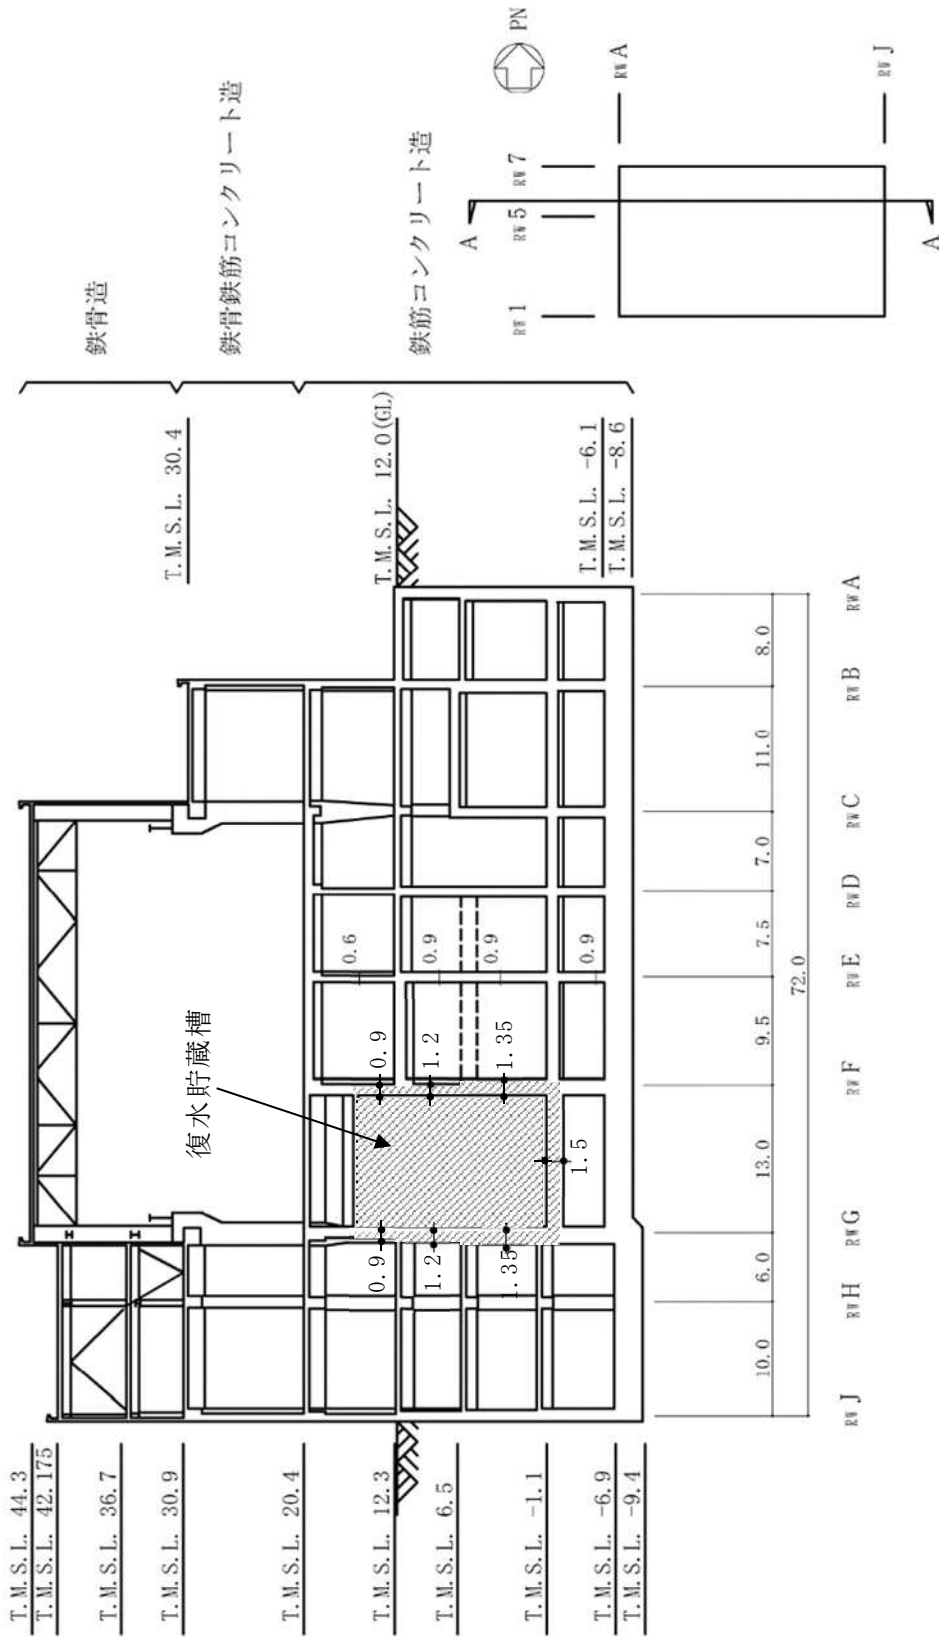 鉄骨造
鉄骨鉄筋コンクリート造
鉄筋コンクリート造
T.M.S.L. 44.3
T.M.S.L. 42.175
T.M.S.L. 36.7
T.M.S.L. 30.9
T.M.S.L. 20.4
T.M.S.L. 12.3
T.M.S.L. 6.5
T.M.S.L. -1.1
T.M.S.L. -6.9
T.M.S.L. -9.4
T.M.S.L. 30.4
T.M.S.L. 12.0(GL)
T.M.S.L. -6.1
T.M.S.L. -8.6
復水貯蔵槽
0.9
1.2
1.35
0.9
1.2
1.35
1.5
0.6
0.9
0.9
0.9
10.0
6.0
13.0
9.5
7.5
7.0
11.0
8.0
72.0
RW J
RW H
RW G
RW F
RW E
RW D
RW C
RW B
RW A
PN
RW A
RW J
RW 1
RW 5
RW 7
A
A